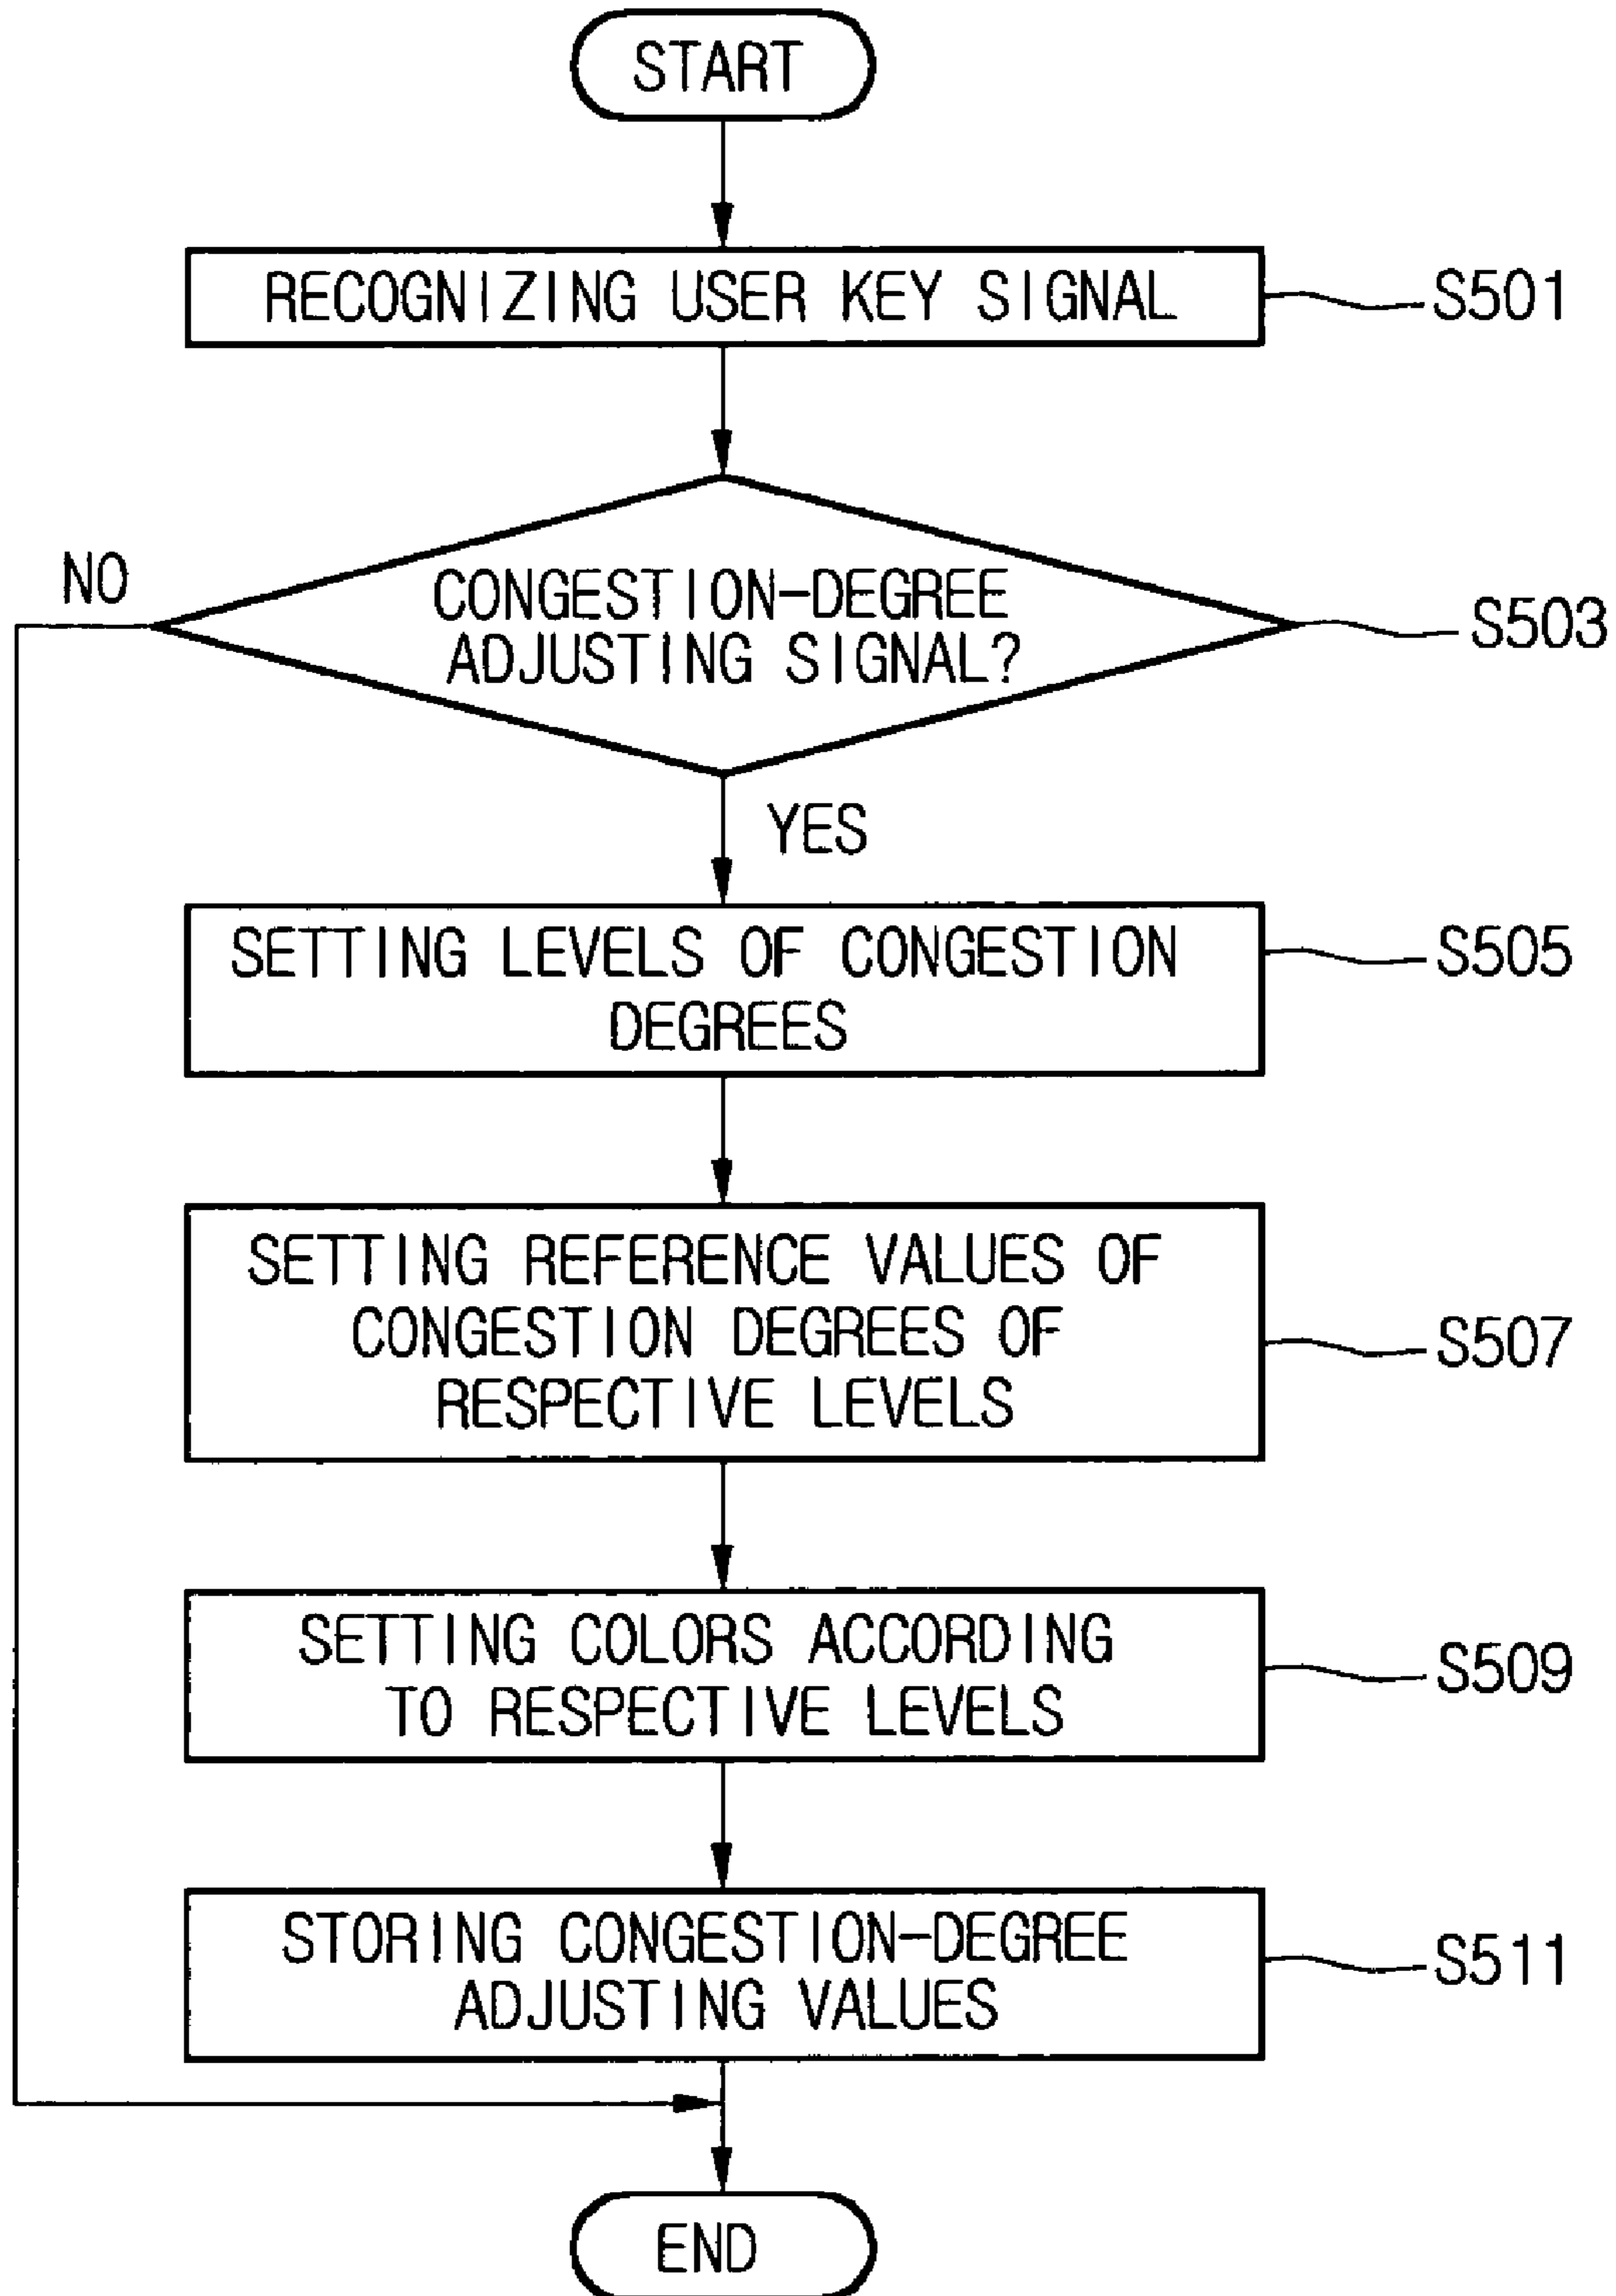 START
RECOGNIZING USER KEY SIGNAL
S501
NO
CONGESTION-DEGREE
ADJUSTING SIGNAL?
S503
YES
SETTING LEVELS OF CONGESTION
DEGREES
S505
SETTING REFERENCE VALUES OF
CONGESTION DEGREES OF
RESPECTIVE LEVELS
S507
SETTING COLORS ACCORDING
TO RESPECTIVE LEVELS
S509
STORING CONGESTION-DEGREE
ADJUSTING VALUES
S511
END